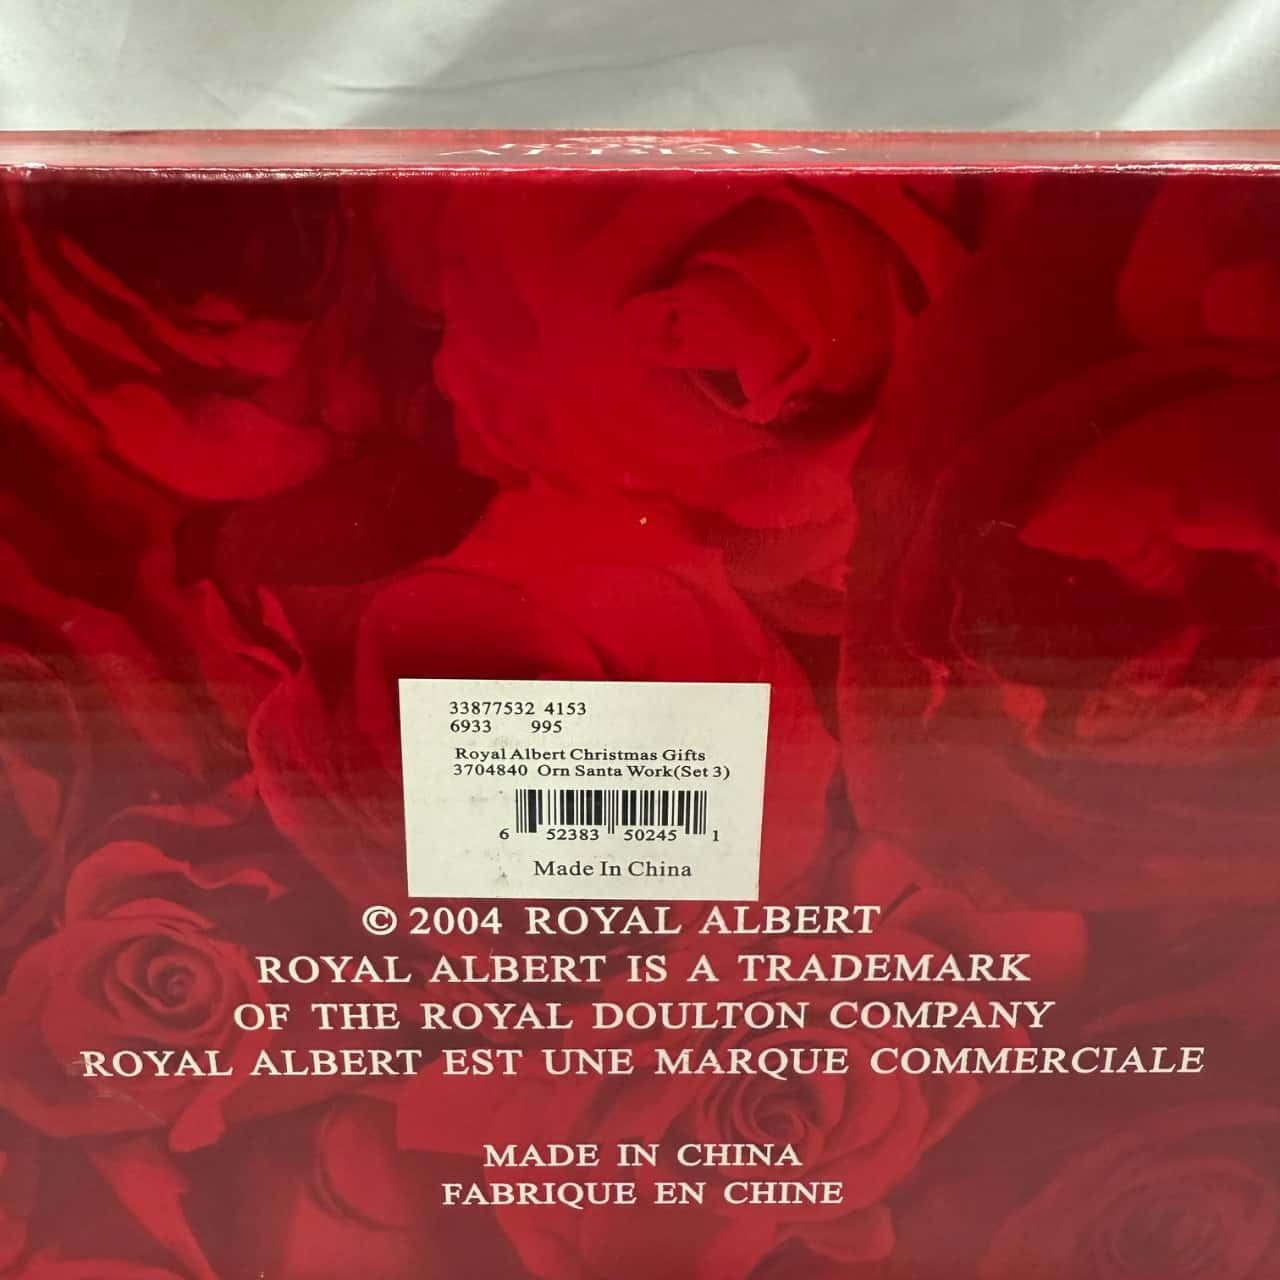 ROYAL
ALBERT
33877532 4153
6933 995
Royal Albert Christmas Gifts
3704840 Orn Santa Work(Set 3)
6 52383 50245 1
Made In China
© 2004 ROYAL ALBERT
ROYAL ALBERT IS A TRADEMARK
OF THE ROYAL DOULTON COMPANY
ROYAL ALBERT EST UNE MARQUE COMMERCIALE
MADE IN CHINA
FABRIQUE EN CHINE